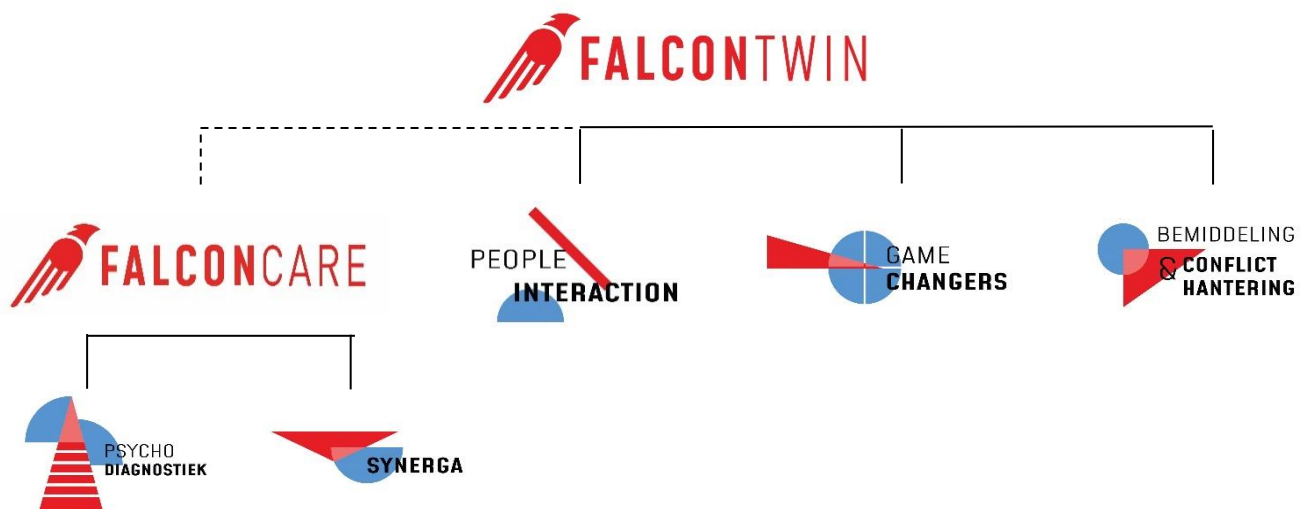 FALCONTWIN
FALCONCARE
PEOPLE
INTERACTION
GAME
CHANGERS
BEMIDDELING
& CONFLICT
HANTERING
PSYCHO
DIAGNOSTIEK
SYNERGA